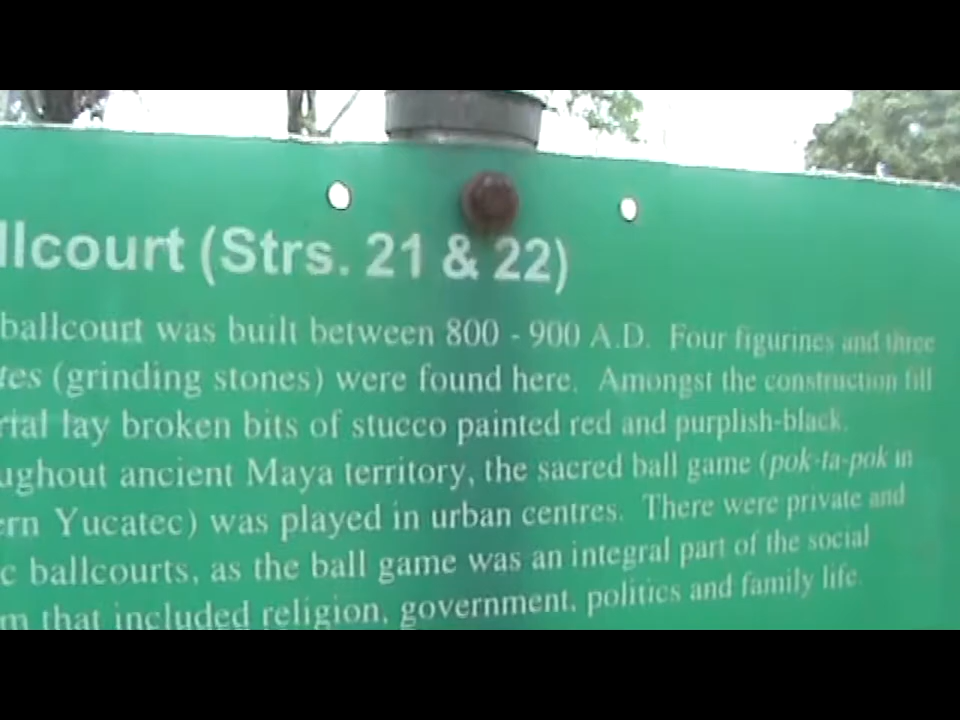 llcourt (Strs. 21 & 22)
ballcourt was built between 800 - 900 A.D. Four figurines and three
tes (grinding stones) were found here. Amongst the construction fill
rial lay broken bits of stucco painted red and purplish-black.
ughout ancient Maya territory, the sacred ball game (pok-ta-pok in
ern Yucatec) was played in urban centres. There were private and
c ballcourts, as the ball game was an integral part of the social
m that included religion, government, politics and family life.